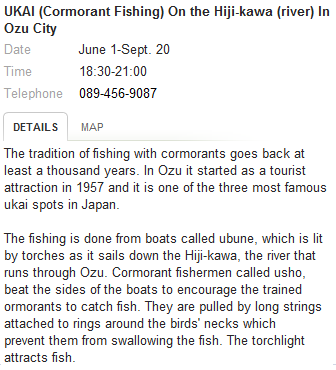 UKAI (Cormorant Fishing) On the Hiji-kawa (river) In
Ozu City
Date June 1-Sept. 20
Time 18:30-21:00
Telephone 089-456-9087
DETAILS MAP
The tradition of fishing with cormorants goes back at
least a thousand years. In Ozu it started as a tourist
attraction in 1957 and it is one of the three most famous
ukai spots in Japan.
The fishing is done from boats called ubune, which is lit
by torches as it sails down the Hiji-kawa, the river that
runs through Ozu. Cormorant fishermen called usho,
beat the sides of the boats to encourage the trained
ormorants to catch fish. They are pulled by long strings
attached to rings around the birds' necks which
prevent them from swallowing the fish. The torchlight
attracts fish.